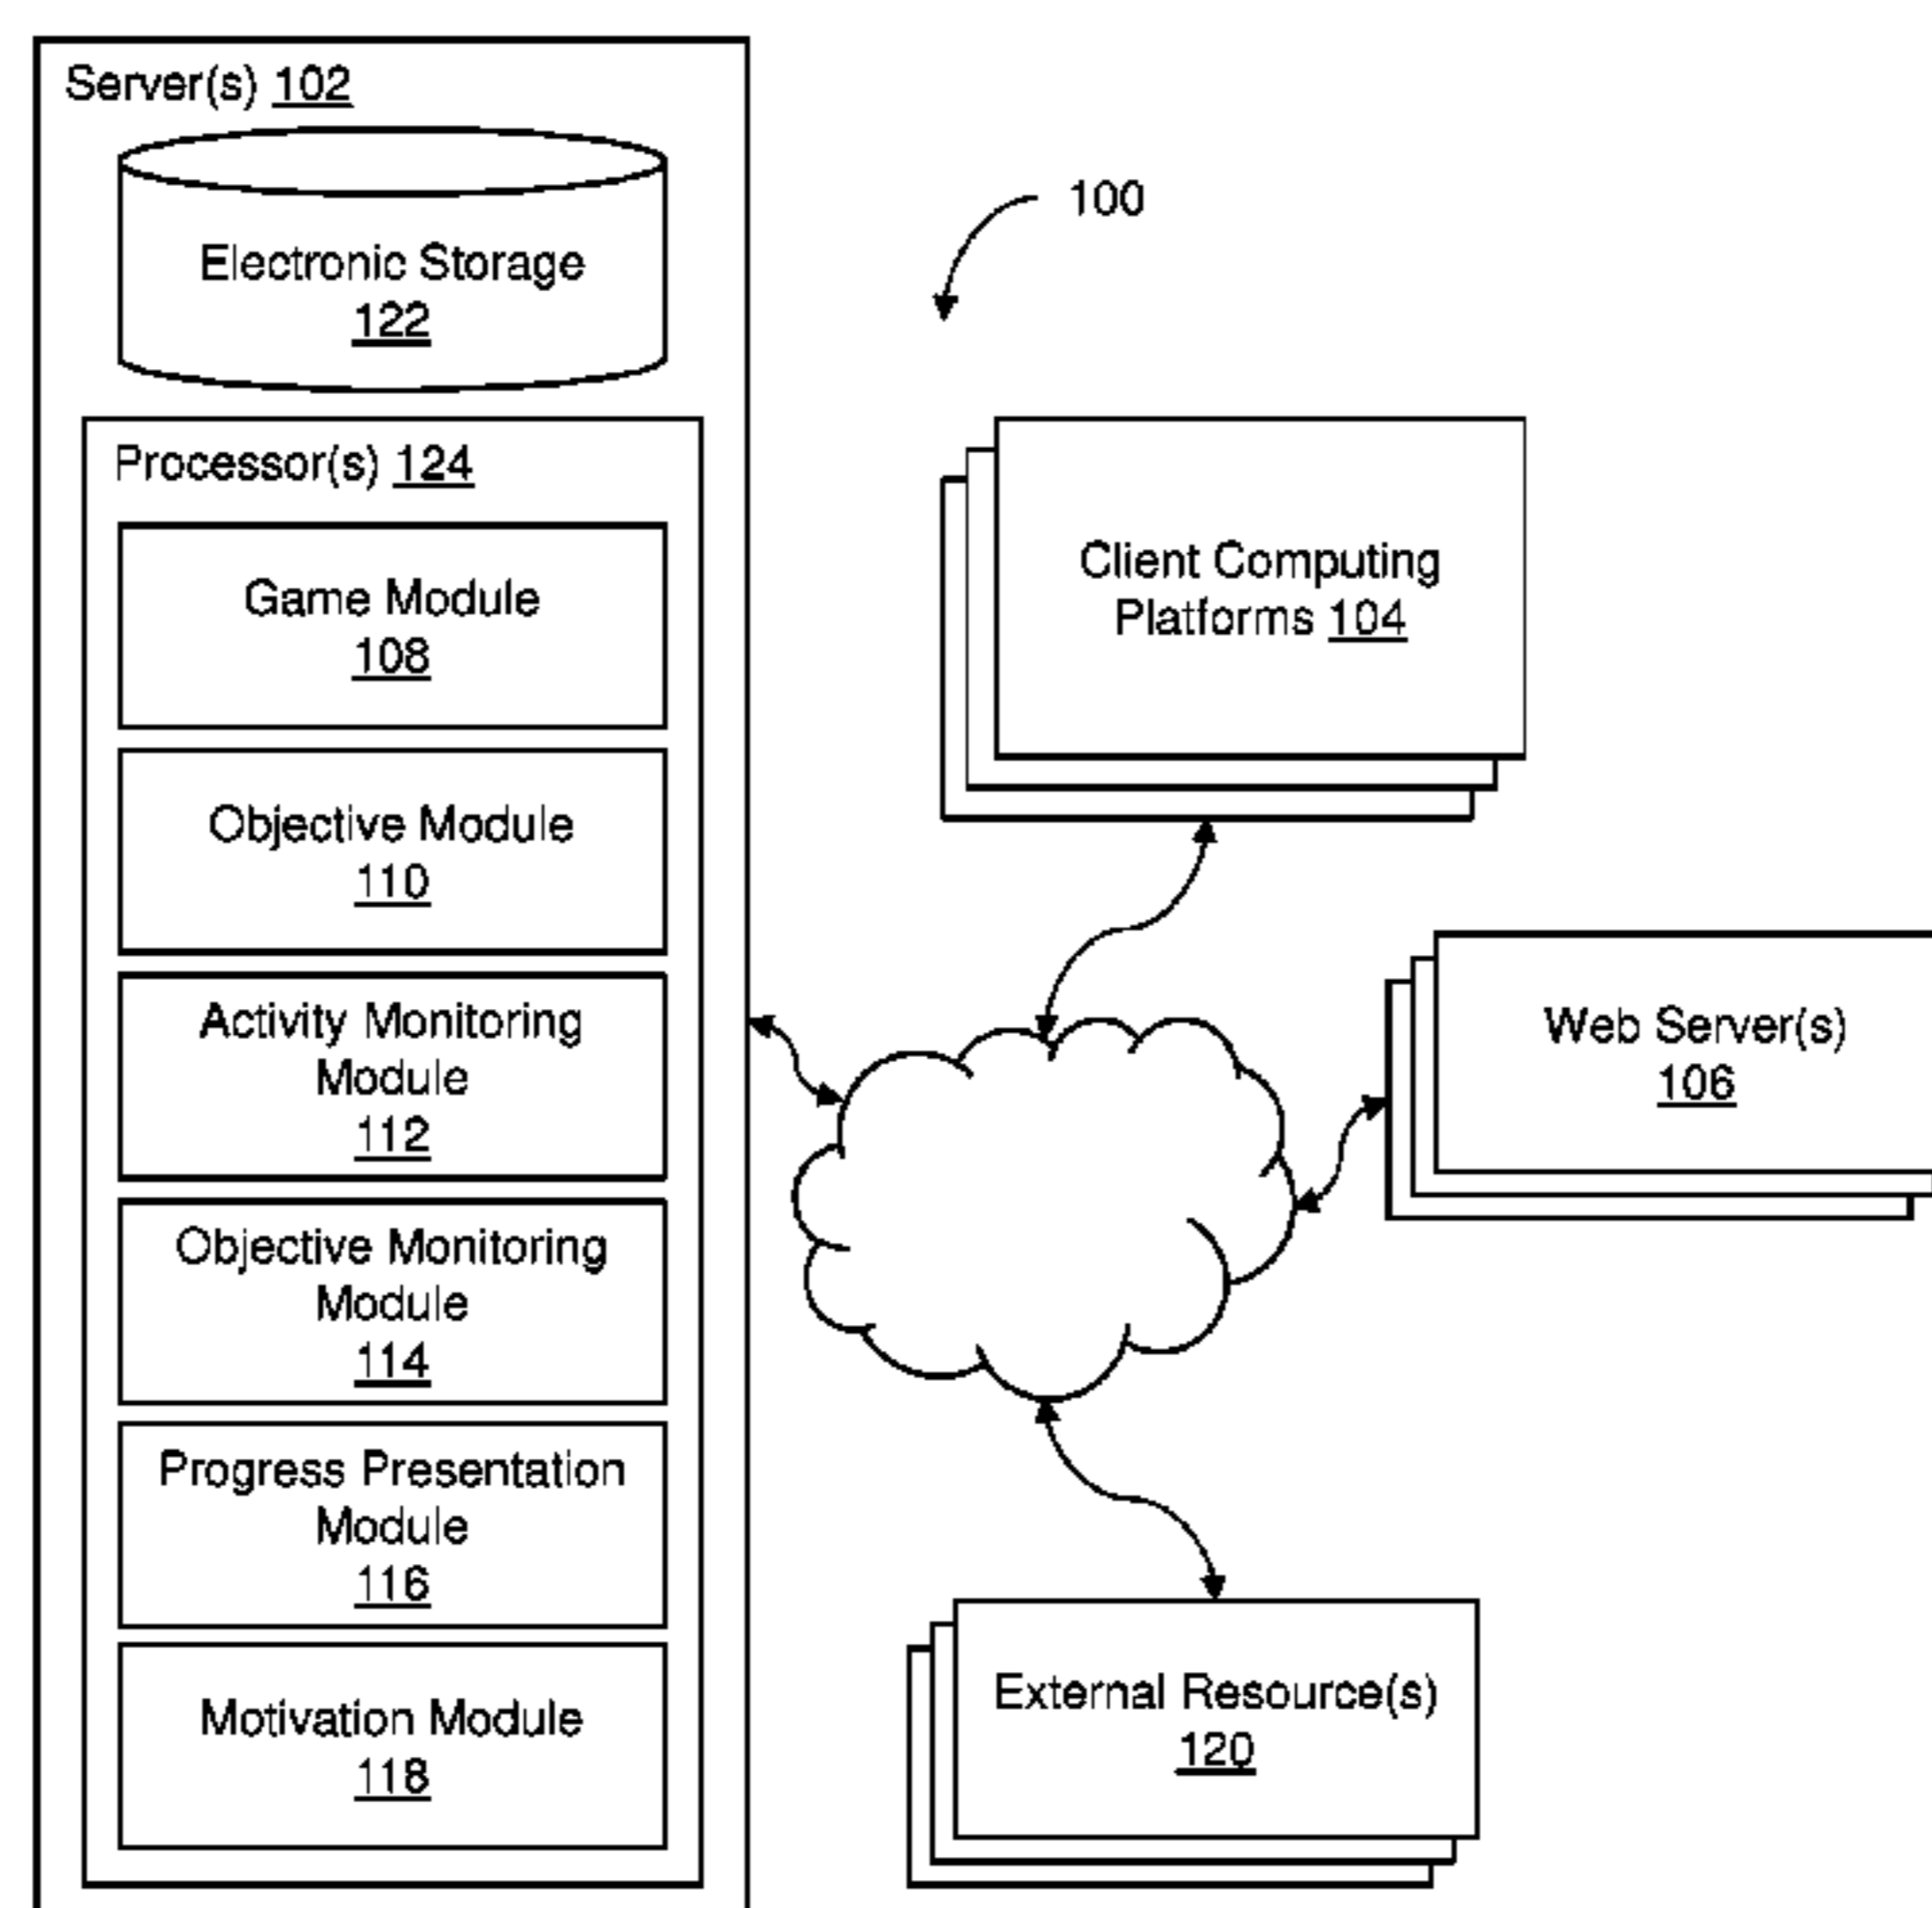 Server(s) 102
Electronic Storage
122
Processor(s) 124
Game Module
108
Objective Module
110
Activity Monitoring
Module
112
Objective Monitoring
Module
114
Progress Presentation
Module
116
Motivation Module
118
100
Client Computing
Platforms 104
Web Server(s)
106
External Resource(s)
120